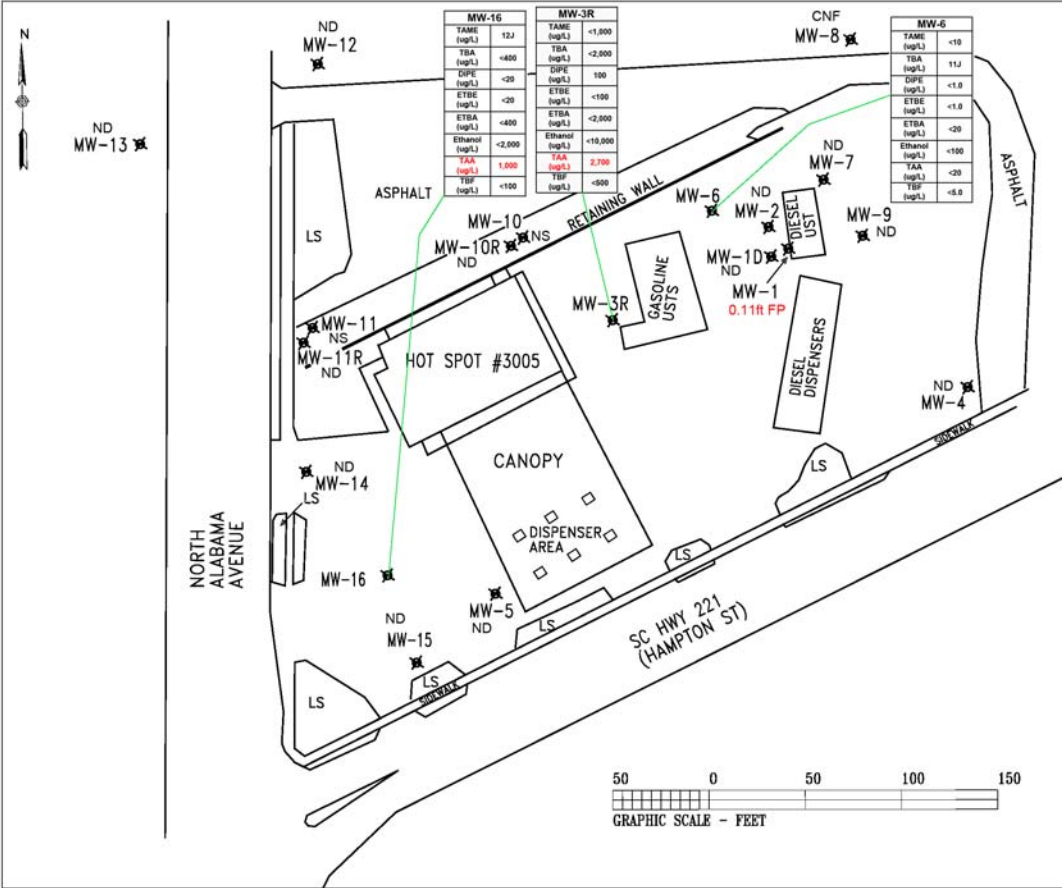 N
ND
MW-12
ND
MW-13
MW-16
TAME (ug/L) 12J
TBA (ug/L) <400
DIPE (ug/L) <20
ETBE (ug/L) <20
ETBA (ug/L) <400
Ethanol (ug/L) <2,000
TAA (ug/L) 1,000
TBF (ug/L) <100
MW-3R
TAME (ug/L) <1,000
TBA (ug/L) <2,000
DIPE (ug/L) 100
ETBE (ug/L) <100
ETBA (ug/L) <2,000
Ethanol (ug/L) <10,000
TAA (ug/L) 2,700
TBF (ug/L) <500
CNF
MW-8
MW-6
TAME (ug/L) <10
TBA (ug/L) 11J
DIPE (ug/L) <1.0
ETBE (ug/L) <1.0
ETBA (ug/L) <20
Ethanol (ug/L) <100
TAA (ug/L) <20
TBF (ug/L) <5.0
ASPHALT
RETAINING WALL
ASPHALT
LS
MW-10
NS
MW-10R
ND
MW-6
ND
MW-2
ND
MW-7
DIESEL
UST
MW-9
ND
MW-1D
ND
MW-1
0.11ft FP
GASOLINE
USTS
MW-3R
MW-11
NS
MW-11R
ND
HOT SPOT #3005
DIESEL
DISPENSERS
ND
MW-4
SIDEWALK
CANOPY
LS
ND
MW-14
LS
DISPENSER
AREA
NORTH
ALABAMA
AVENUE
MW-16
LS
MW-5
ND
ND
MW-15
LS
SC HWY 221
(HAMPTON ST)
LS
SIDEWALK
LS
50 0 50 100 150
GRAPHIC SCALE - FEET